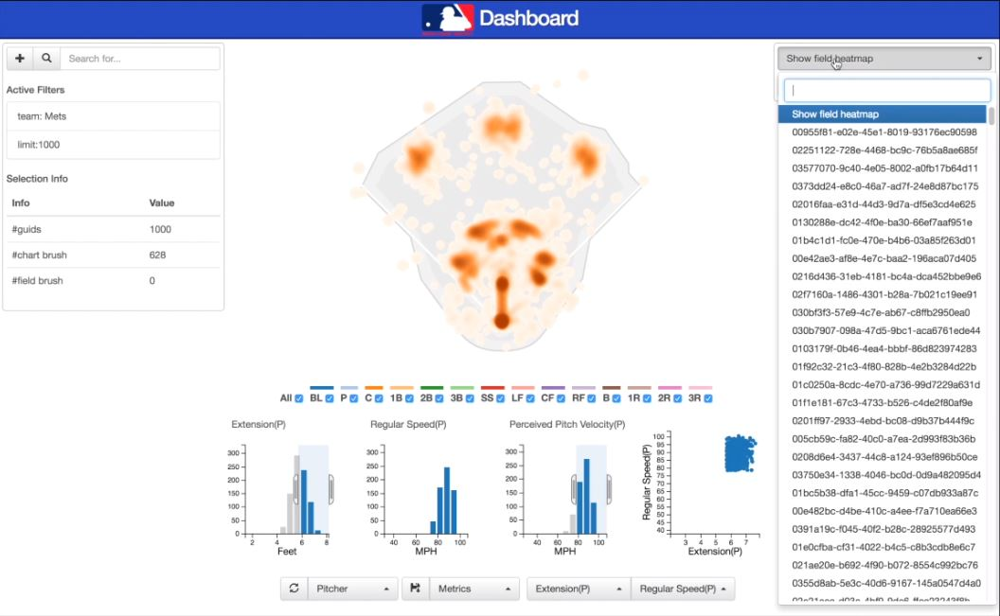 Dashboard
Search for...
Active Filters
team: Mets
limit:1000
Selection Info
Info Value
#guids 1000
#chart brush 628
#field brush 0
All BL P C 1B 2B 3B SS LF CF RF B 1R 2R 3R
Extension(P)
300
250
200
150
100
50
0
2 4 6 8
Feet
Regular Speed(P)
300
250
200
150
100
50
0
40 60 80 100
MPH
Perceived Pitch Velocity(P)
300
250
200
150
100
50
0
40 60 80 100
MPH
Regular Speed(P)
100
95
90
85
80
75
70
65
60
55
50
45
40
3 4 5 6 7
Extension(P)
Pitcher
Metrics
Extension(P)
Regular Speed(P)
Show field heatmap
Show field heatmap
00955f81-e02e-45e1-8019-93176ec90598
02251122-728e-4468-bc9c-76b5a8ae685f
03577070-9c40-4e05-8002-a0fb17b64d11
0373dd24-e8c0-46a7-ad7f-24e8d87bc175
02016faa-e31d-44d3-9d7a-df5e3cd4e625
0130288e-dc42-4f0e-ba30-66ef7aaf951e
01b4c1d1-fc0e-470e-b4b6-03a85f263d01
00e42ae3-af8e-4e7c-baa2-196aca07d405
0216d436-31eb-4181-bc4a-dca452bbe9e6
02f7160a-1486-4301-b28a-7b021c19ee91
030bf3f3-57e9-4c7e-ab67-c8ffb2950ea0
030b7907-098a-47d5-9bc1-aca6761ede44
0103179f-0b46-4ea4-bbbf-86d823974283
01f92c32-21c3-4f80-828b-4e2b3284d22b
01c0250a-8cdc-4e70-a736-99d7229a631d
01f1e181-67c3-4733-b526-c4de2f80af9e
0201ff97-2933-4ebd-bc08-d9b37b444f9c
005cb59c-fa82-40c0-a7ea-2d993f83b36b
0208d6e4-3437-44c8-a124-93ef896b50ce
03750e34-1338-4046-bc0d-0d9a482095d4
01bc5b38-dfa1-45cc-9459-c07db933a87c
00e482bc-d4be-410c-a4ee-f7a710ea66e3
0391a19c-f045-40f2-b28c-28925577d493
01e0cfba-cf31-4022-b4c5-c8b3cdb8e6c7
021ae20e-b692-4f90-b072-8554c992bc76
0355d8ab-5e3c-40d6-9167-145a0547d4a0